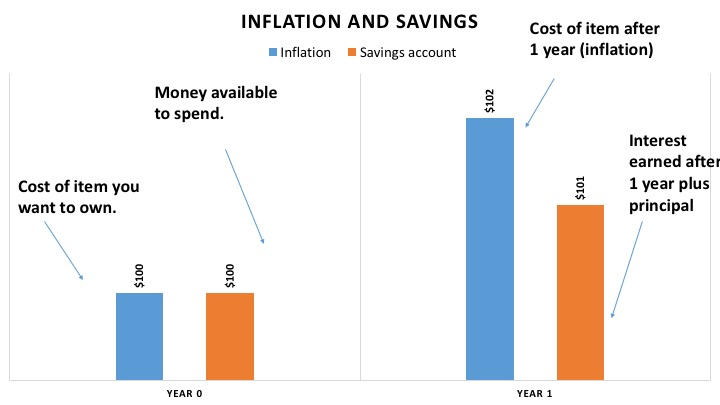 INFLATION AND SAVINGS
Inflation Savings account
Cost of item after
1 year (inflation)
Money available
to spend.
Cost of item you
want to own.
Interest
earned after
1 year plus
principal
$100
$100
$102
$101
YEAR 0
YEAR 1